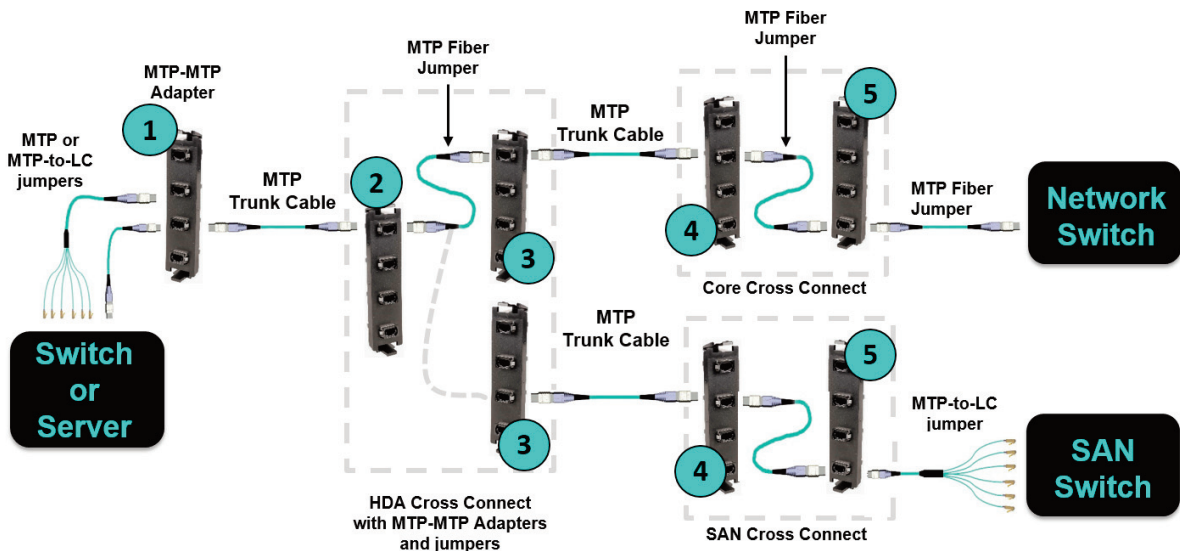 MTP Fiber
Jumper
MTP Fiber
Jumper
MTP-MTP
Adapter
5
1
MTP
Trunk Cable
MTP or
MTP-to-LC
jumpers
MTP
Trunk Cable
2
MTP Fiber
Jumper
Network
Switch
4
3
Core Cross Connect
MTP
Trunk Cable
Switch
or
Server
5
MTP-to-LC
jumper
3
4
SAN
Switch
HDA Cross Connect
with MTP-MTP Adapters
and jumpers
SAN Cross Connect